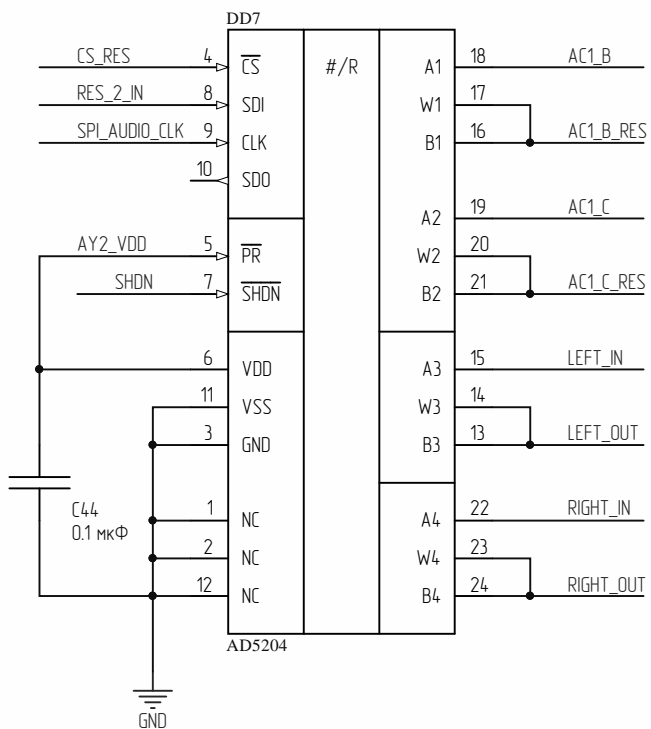 DD7
CS_RES 4 CS #/R A1 18 AC1_B
RES_2_IN 8 SDI W1 17
SPI_AUDIO_CLK 9 CLK B1 16 AC1_B_RES
10 SDO
A2 19 AC1_C
AY2_VDD 5 PR W2 20
SHDN 7 SHDN B2 21 AC1_C_RES
6 VDD A3 15 LEFT_IN
11 VSS W3 14
3 GND B3 13 LEFT_OUT
C44
0.1 мкФ
1 NC A4 22 RIGHT_IN
2 NC W4 23
12 NC B4 24 RIGHT_OUT
AD5204
GND